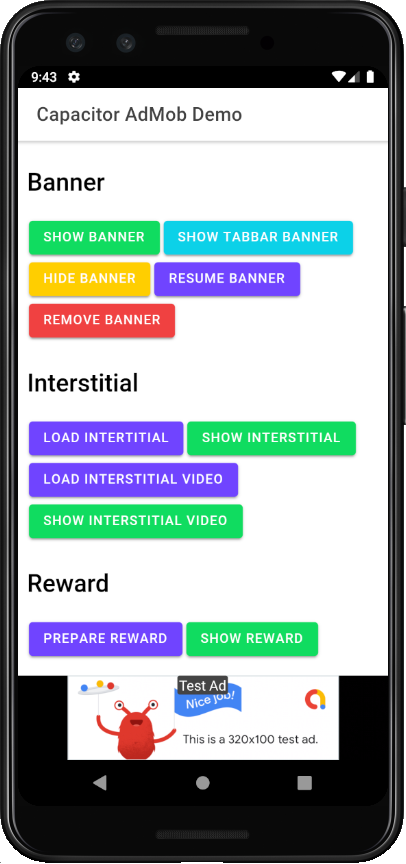 9:43
Capacitor AdMob Demo
Banner
SHOW BANNER SHOW TABBAR BANNER
HIDE BANNER RESUME BANNER
REMOVE BANNER
Interstitial
LOAD INTERTITIAL SHOW INTERSTITIAL
LOAD INTERSTITIAL VIDEO
SHOW INTERSTITIAL VIDEO
Reward
PREPARE REWARD SHOW REWARD
Test Ad
Nice job!
This is a 320x100 test ad.